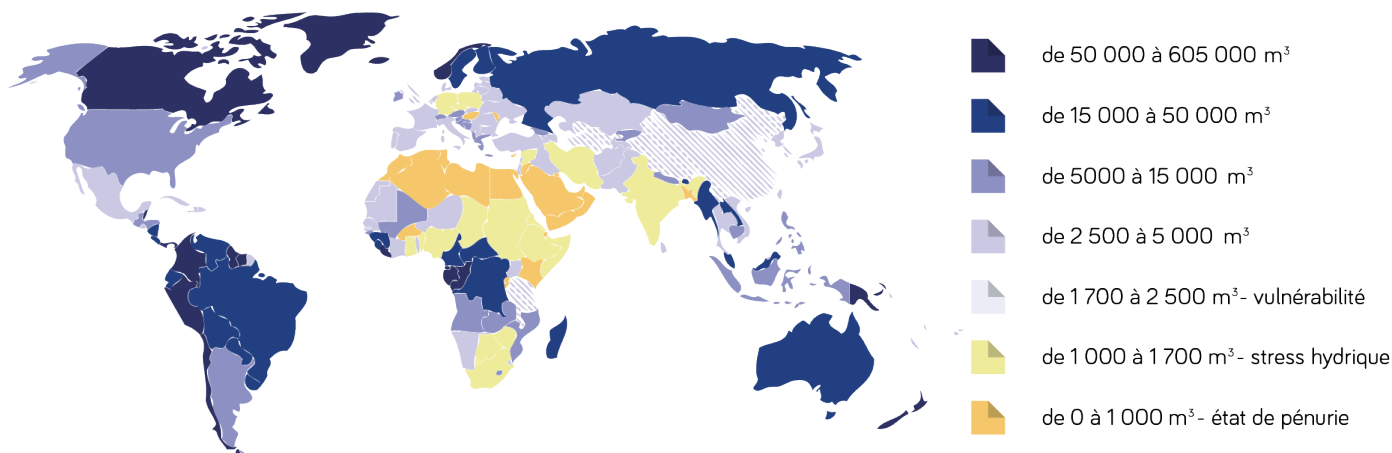 de 50 000 à 605 000 m³
de 15 000 à 50 000 m³
de 5000 à 15 000 m³
de 2 500 à 5 000 m³
de 1 700 à 2 500 m³- vulnérabilité
de 1 000 à 1 700 m³- stress hydrique
de 0 à 1 000 m³- état de pénurie